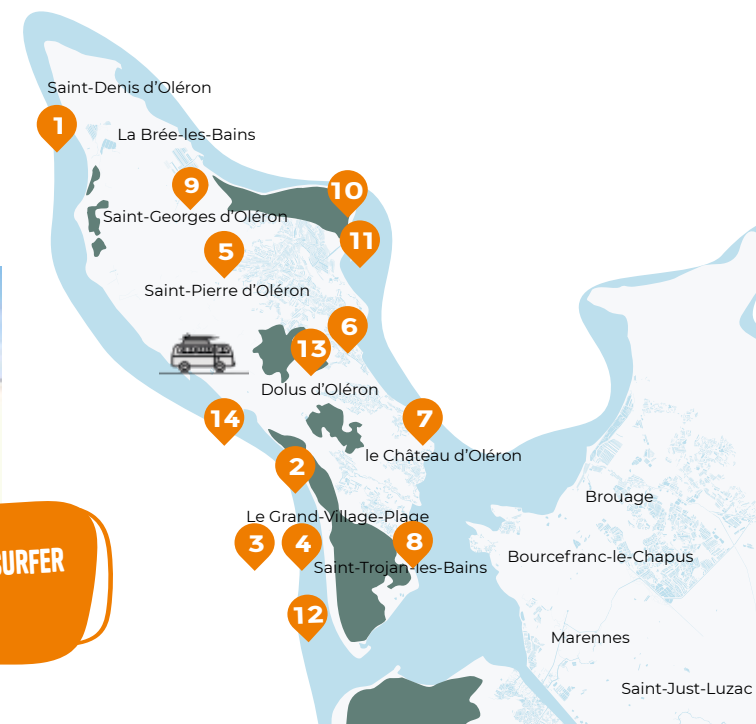 Saint-Denis d'Oléron
1
La Brée-les-Bains
9
10
Saint-Georges d'Oléron
11
5
Saint-Pierre d'Oléron
6
13
Dolus d'Oléron
14
7
le Château d'Oléron
2
Brouage
Le Grand-Village-Plage
3
4
8
Bourcefranc-le-Chapus
SURFER
Saint-Trojan-les-Bains
12
Marennes
Saint-Just-Luzac